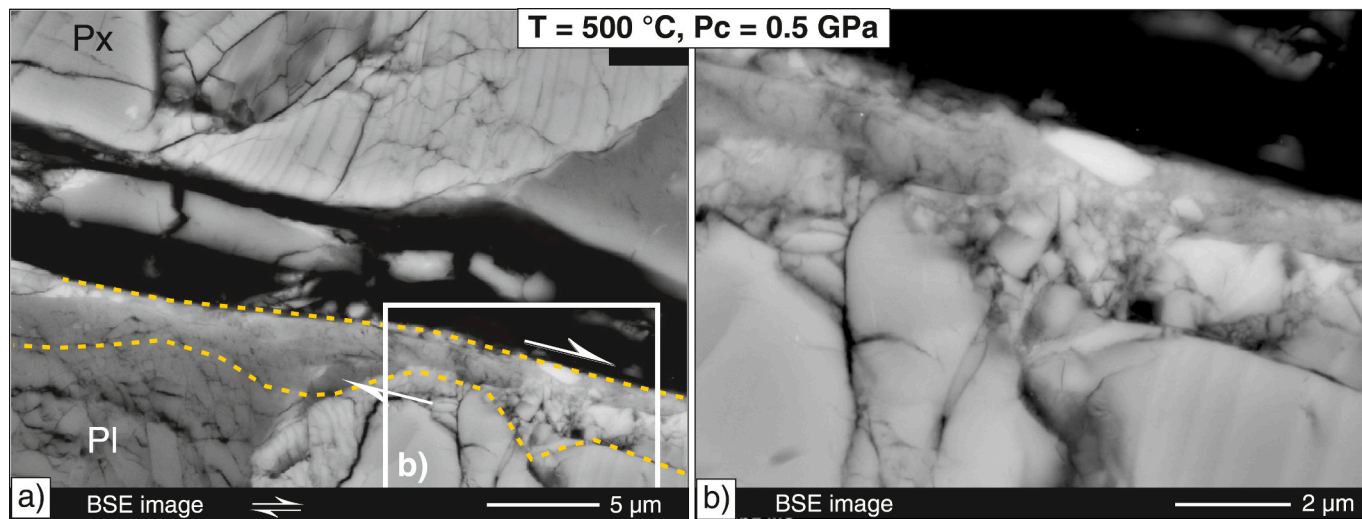 T = 500 °C, Pc = 0.5 GPa
Px
Pl
b)
a) BSE image 5 µm
b) BSE image 2 µm